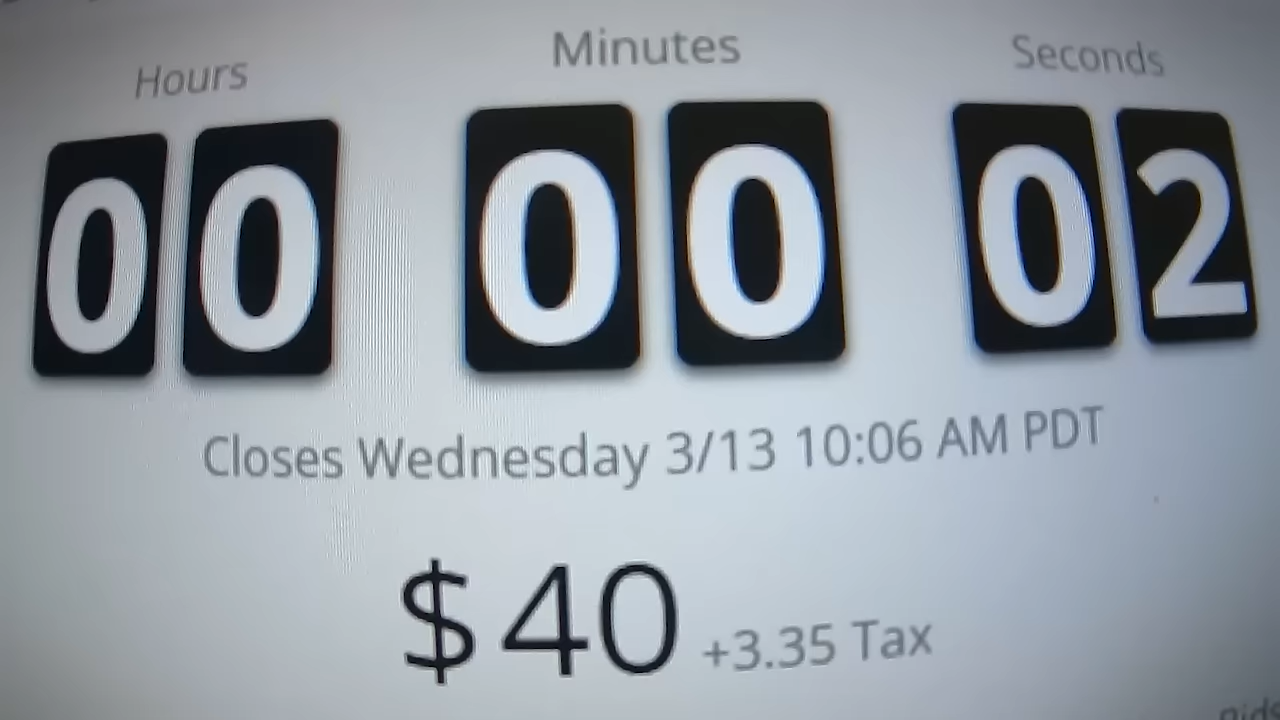 Hours Minutes Seconds
00 00 02
Closes Wednesday 3/13 10:06 AM PDT
$40 +3.35 Tax